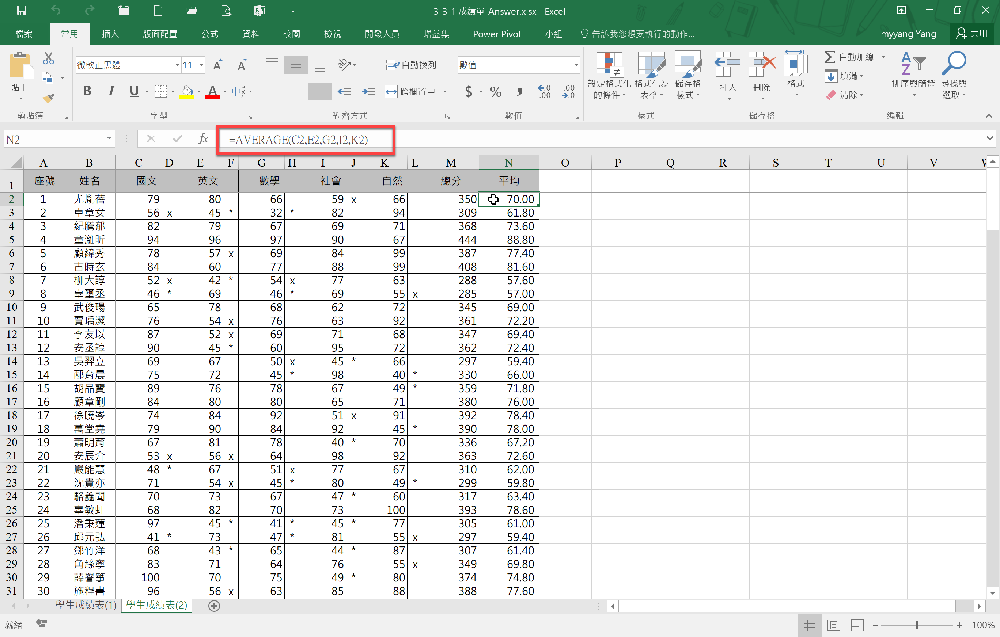 3-3-1 成績單-Answer.xlsx - Excel
檔案 常用 插入 版面配置 公式 資料 校閱 檢視 開發人員 增益集 Power Pivot 小組 告訴我您想要執行的動作... myyang Yang 共用
微軟正黑體 11 自動換列 數值 自動加總
貼上 設定格式化的條件 格式化為表格 儲存格樣式 插入 刪除 格式 填滿 排序與篩選 尋找與選取
B I U A 中 跨欄置中 $ % 清除
剪貼簿 字型 對齊方式 數值 樣式 儲存格 編輯
N2 fx =AVERAGE(C2,E2,G2,I2,K2)
A B C D E F G H I J K L M N O P Q R S T U V W
1 座號 姓名 國文 英文 數學 社會 自然 總分 平均
2 1 尤胤蓓 79 80 66 59 x 66 350 70.00
3 2 卓章女 56 x 45 * 32 * 82 94 309 61.80
4 3 紀騰郁 82 79 67 69 71 368 73.60
5 4 童濰昕 94 96 97 90 67 444 88.80
6 5 顧緯秀 78 57 x 69 84 99 387 77.40
7 6 古時玄 84 60 77 88 99 408 81.60
8 7 柳大諄 52 x 42 * 54 x 77 63 288 57.60
9 8 辜璽丞 46 * 69 46 * 69 55 x 285 57.00
10 9 武俊瑒 65 78 68 62 72 345 69.00
11 10 賈瑀潔 76 54 x 76 63 92 361 72.20
12 11 李友以 87 52 x 69 71 68 347 69.40
13 12 安丞諄 90 45 * 60 95 72 362 72.40
14 13 吳羿立 69 67 50 x 45 * 66 297 59.40
15 14 邴育晨 75 72 45 * 98 40 * 330 66.00
16 15 胡品寶 89 76 78 67 49 * 359 71.80
17 16 顧章剛 84 80 80 65 71 380 76.00
18 17 徐曉岑 74 84 92 51 x 91 392 78.40
19 18 萬堂堯 79 90 84 92 45 * 390 78.00
20 19 蕭明育 67 81 78 40 * 70 336 67.20
21 20 安辰介 53 x 56 x 64 98 92 363 72.60
22 21 嚴能慧 48 * 67 51 x 77 67 310 62.00
23 22 沈貴亦 71 54 x 45 * 80 49 * 299 59.80
24 23 駱鑫聞 70 73 67 47 * 60 317 63.40
25 24 辜敏虹 68 82 70 73 100 393 78.60
26 25 潘秉蓮 97 45 * 41 * 45 * 77 305 61.00
27 26 邱元弘 41 * 73 47 * 81 55 x 297 59.40
28 27 鄧竹洋 68 43 * 65 44 * 87 307 61.40
29 28 角絲寧 83 71 64 76 55 x 349 69.80
30 29 薛譽箏 100 70 75 49 * 80 374 74.80
31 30 施程書 96 56 x 63 85 88 388 77.60
學生成績表(1) 學生成績表(2)
就緒 100%